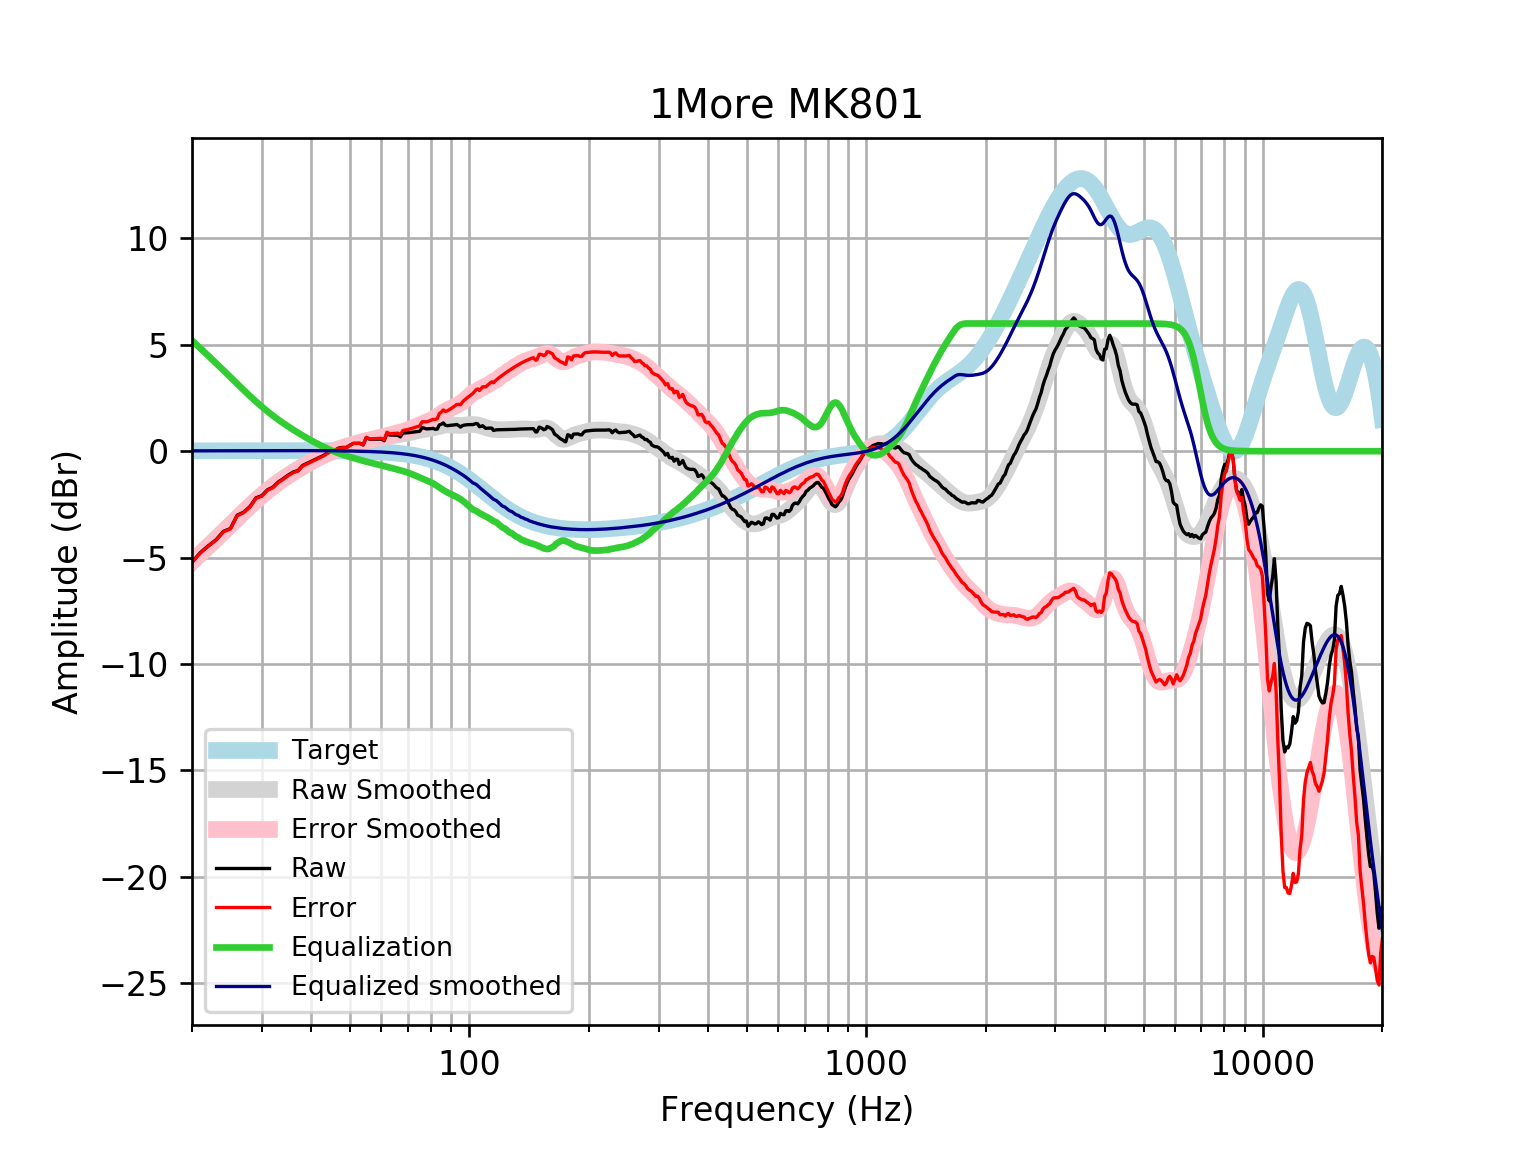 1More MK801
10
5
0
−5
−10
−15
−20
−25
Amplitude (dBr)
Target
Raw Smoothed
Error Smoothed
Raw
Error
Equalization
Equalized smoothed
100
1000
10000
Frequency (Hz)